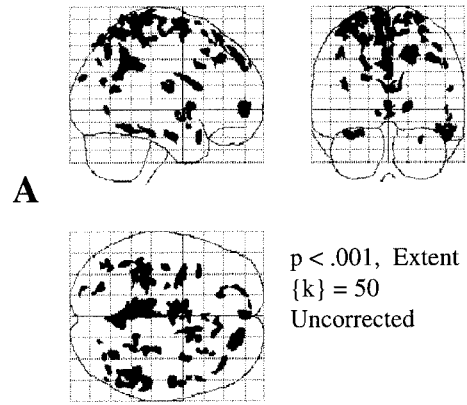 A
p < .001, Extent
{k} = 50
Uncorrected